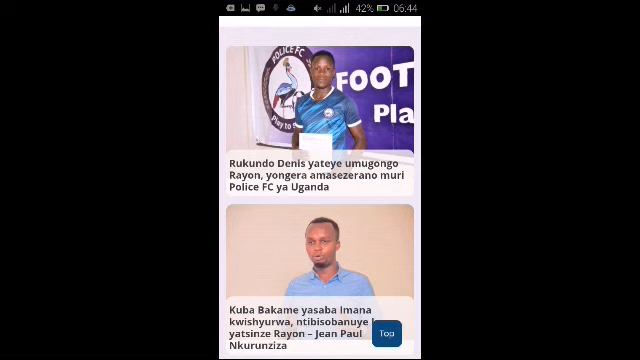 42% 06:44
POLICE FC
FOOT
Pla
Play to
Rukundo Denis yateye umugongo
Rayon, yongera amasezerano muri
Police FC ya Uganda
Kuba Bakame yasaba Imana
kwishyurwa, ntibisobanuye
yatsinze Rayon – Jean Paul
Nkurunziza
Top